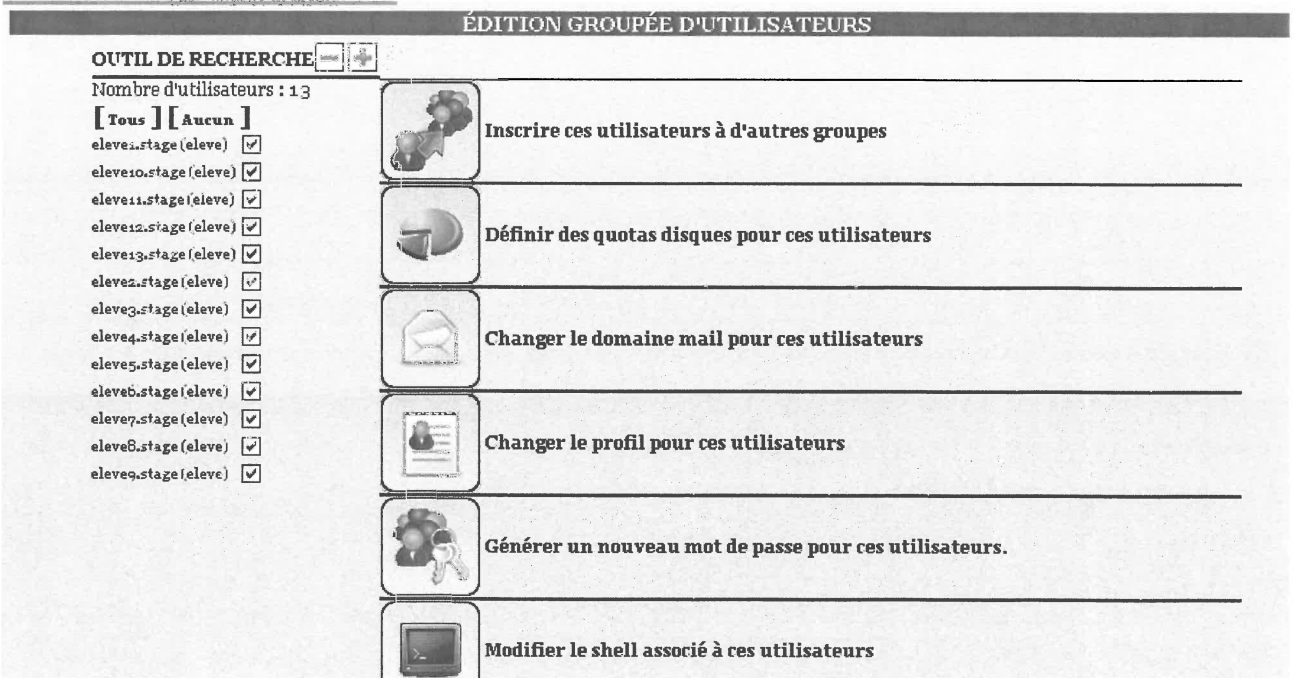 ÉDITION GROUPÉE D'UTILISATEURS
OUTIL DE RECHERCHE
Nombre d'utilisateurs : 13
[ Tous ] [ Aucun ]
eleve1.stage(eleve)
eleve10.stage(eleve)
eleve11.stage(eleve)
eleve12.stage(eleve)
eleve13.stage(eleve)
eleve2.stage(eleve)
eleve3.stage(eleve)
eleve4.stage(eleve)
eleve5.stage(eleve)
eleve6.stage(eleve)
eleve7.stage(eleve)
eleve8.stage(eleve)
eleve9.stage(eleve)
Inscrire ces utilisateurs à d'autres groupes
Définir des quotas disques pour ces utilisateurs
Changer le domaine mail pour ces utilisateurs
Changer le profil pour ces utilisateurs
Générer un nouveau mot de passe pour ces utilisateurs.
Modifier le shell associé à ces utilisateurs